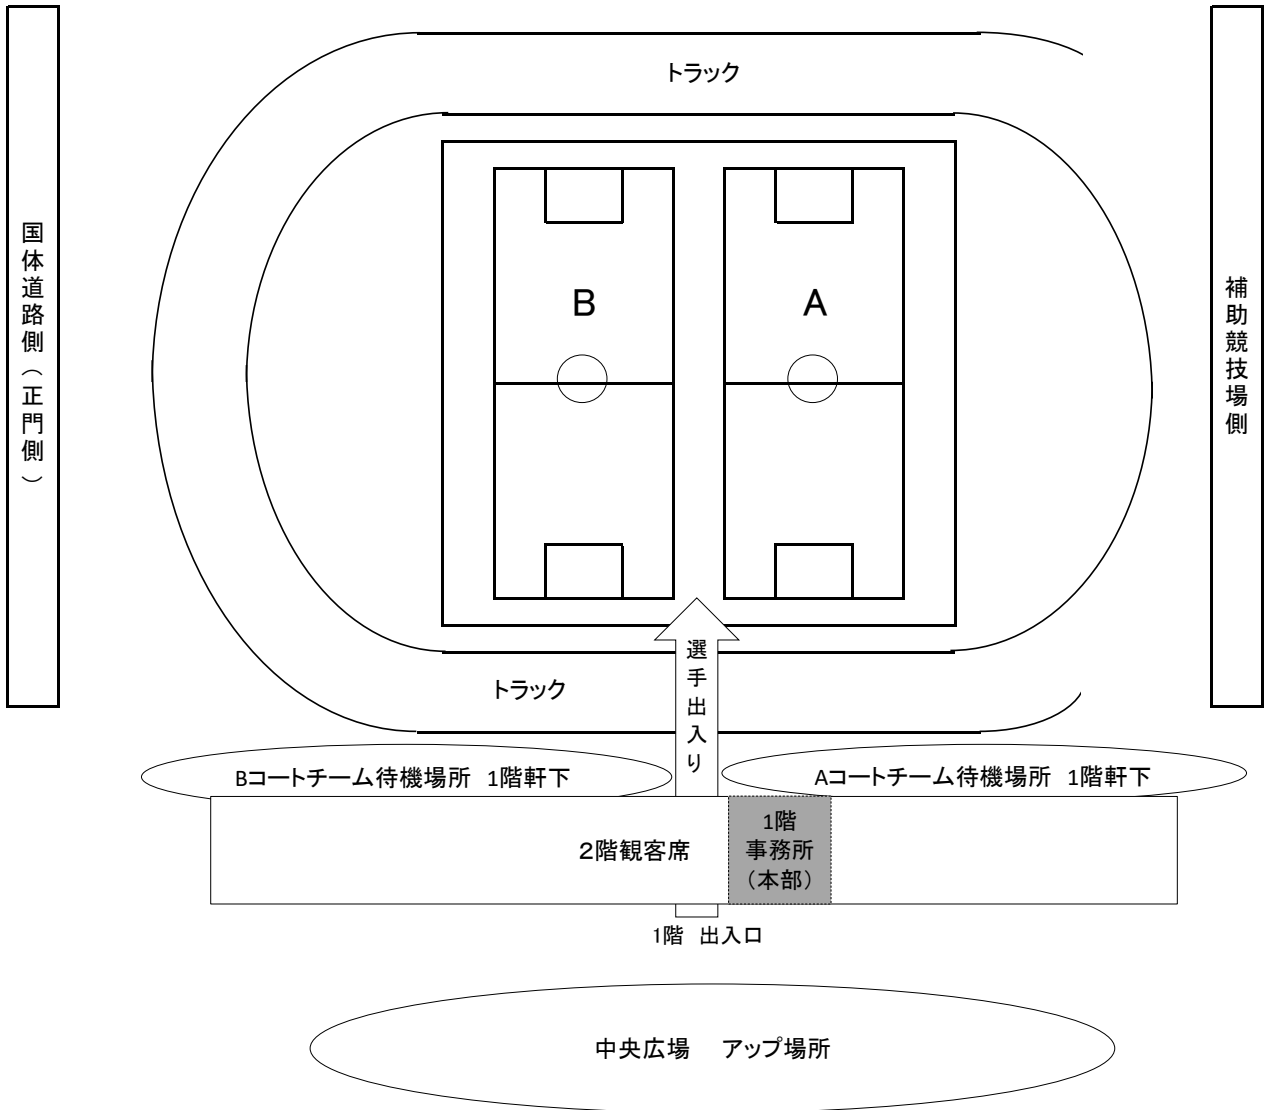 トラック
国体道路側（正門側）
B
A
補助競技場側
選手出入り
トラック
Bコートチーム待機場所 1階軒下
Aコートチーム待機場所 1階軒下
2階観客席
1階
事務所
（本部）
1階 出入口
中央広場 アップ場所